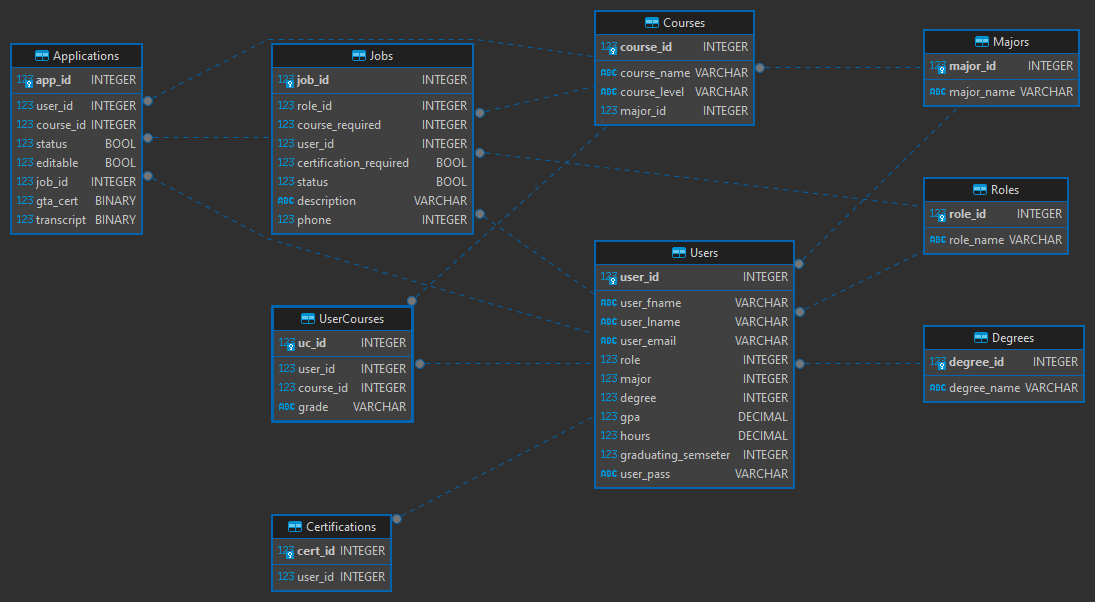 Applications
app_id INTEGER
user_id INTEGER
course_id INTEGER
status BOOL
editable BOOL
job_id INTEGER
gta_cert BINARY
transcript BINARY
Jobs
job_id INTEGER
role_id INTEGER
course_required INTEGER
user_id INTEGER
certification_required BOOL
status BOOL
description VARCHAR
phone INTEGER
Courses
course_id INTEGER
course_name VARCHAR
course_level VARCHAR
major_id INTEGER
Majors
major_id INTEGER
major_name VARCHAR
Roles
role_id INTEGER
role_name VARCHAR
Users
user_id INTEGER
user_fname VARCHAR
user_lname VARCHAR
user_email VARCHAR
role INTEGER
major INTEGER
degree INTEGER
gpa DECIMAL
hours DECIMAL
graduating_semseter INTEGER
user_pass VARCHAR
UserCourses
uc_id INTEGER
user_id INTEGER
course_id INTEGER
grade VARCHAR
Degrees
degree_id INTEGER
degree_name VARCHAR
Certifications
cert_id INTEGER
user_id INTEGER